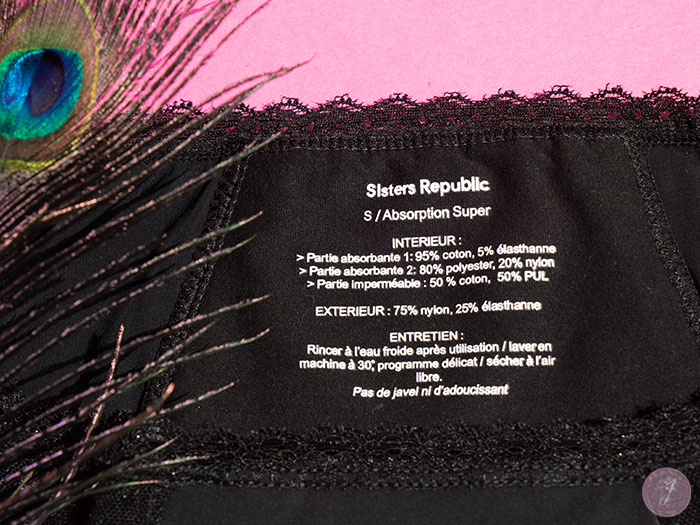 Sisters Republic
S / Absorption Super
INTERIEUR :
> Partie absorbante 1: 95% coton, 5% élasthanne
> Partie absorbante 2: 80% polyester, 20% nylon
> Partie imperméable : 50 % coton, 50% PUL
EXTERIEUR : 75% nylon, 25% élasthanne
ENTRETIEN :
Rincer à l'eau froide après utilisation / laver en
machine à 30°, programme délicat / sécher à l'air
libre.
Pas de javel ni d'adoucissant